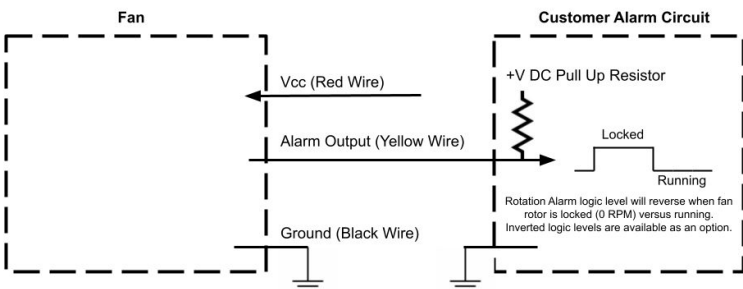 Fan
Customer Alarm Circuit
Vcc (Red Wire)
+V DC Pull Up Resistor
Alarm Output (Yellow Wire)
Locked
Running
Rotation Alarm logic level will reverse when fan
rotor is locked (0 RPM) versus running.
Inverted logic levels are available as an option.
Ground (Black Wire)